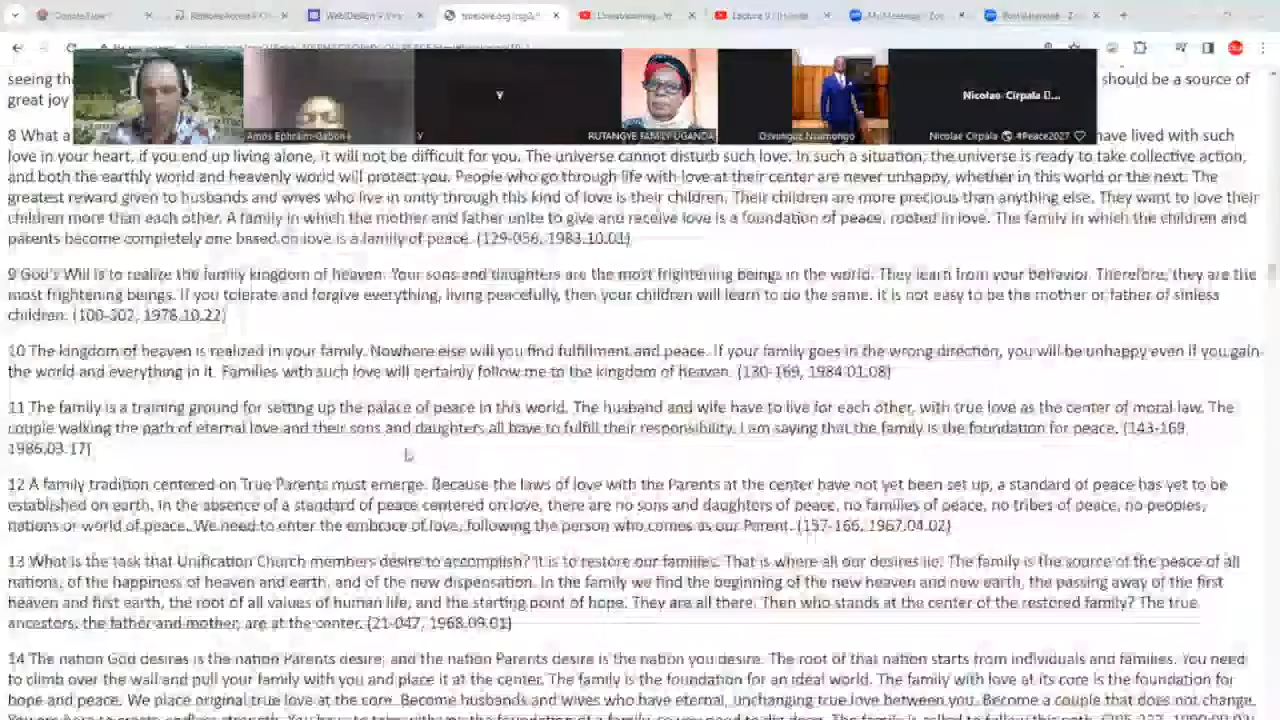 seeing th
should be a source of
great joy
Amos Ephraim-Gabon
Y
Y
RUTANGYE FAMILY UGANDA
Nicolae Cirpala
Nicolae Cirpala 4Peace2027
8 What a
have lived with such
love in your heart, if you end up living alone, it will not be difficult for you. The universe cannot disturb such love. In such a situation, the universe is ready to take collective action,
and both the earthly world and heavenly world will protect you. People who go through life with love at their center are never unhappy, whether in this world or the next. The
greatest reward given to husbands and wives who live in unity through this kind of love is their children. Their children are more precious than anything else. They want to love their
children more than each other. A family in which the mother and father unite to give and receive love is a foundation of peace, rooted in love. The family in which the children and
parents become completely one based on love is a family of peace. (129-056, 1983.10.01)
9 God's Will is to realize the family kingdom of heaven. Your sons and daughters are the most frightening beings in the world. They learn from your behavior. Therefore, they are the
most frightening beings. If you tolerate and forgive everything, living peacefully, then your children will learn to do the same. It is not easy to be the mother or father of sinless
children. (100-302, 1978.10.22)
10 The kingdom of heaven is realized in your family. Nowhere else will you find fulfillment and peace. If your family goes in the wrong direction, you will be unhappy even if you gain
the world and everything in it. Families with such love will certainly follow me to the kingdom of heaven. (130-169, 1984.01.08)
11 The family is a training ground for setting up the palace of peace in this world. The husband and wife have to live for each other, with true love as the center of moral law. The
couple walking the path of eternal love and their sons and daughters all have to fulfill their responsibility. I am saying that the family is the foundation for peace. (143-169,
1986.03.17)
12 A family tradition centered on True Parents must emerge. Because the laws of love with the Parents at the center have not yet been set up, a standard of peace has yet to be
established on earth. In the absence of a standard of peace centered on love, there are no sons and daughters of peace, no families of peace, no tribes of peace, no peoples,
nations or world of peace. We need to enter the embrace of love, following the person who comes as our Parent. (157-166, 1967.04.02)
13 What is the task that Unification Church members desire to accomplish? It is to restore our families. That is where all our desires lie. The family is the source of the peace of all
nations, of the happiness of heaven and earth, and of the new dispensation. In the family we find the beginning of the new heaven and new earth, the passing away of the first
heaven and first earth, the root of all values of human life, and the starting point of hope. They are all there. Then who stands at the center of the restored family? The true
ancestors, the father and mother, are at the center. (21-047, 1968.09.01)
14 The nation God desires is the nation Parents desire, and the nation Parents desire is the nation you desire. The root of that nation starts from individuals and families. You need
to climb over the wall and pull your family with you and place it at the center. The family is the foundation for an ideal world. The family with love at its core is the foundation for
hope and peace. We place original true love at the core. Become husbands and wives who have eternal, unchanging true love between you. Become a couple that does not change.